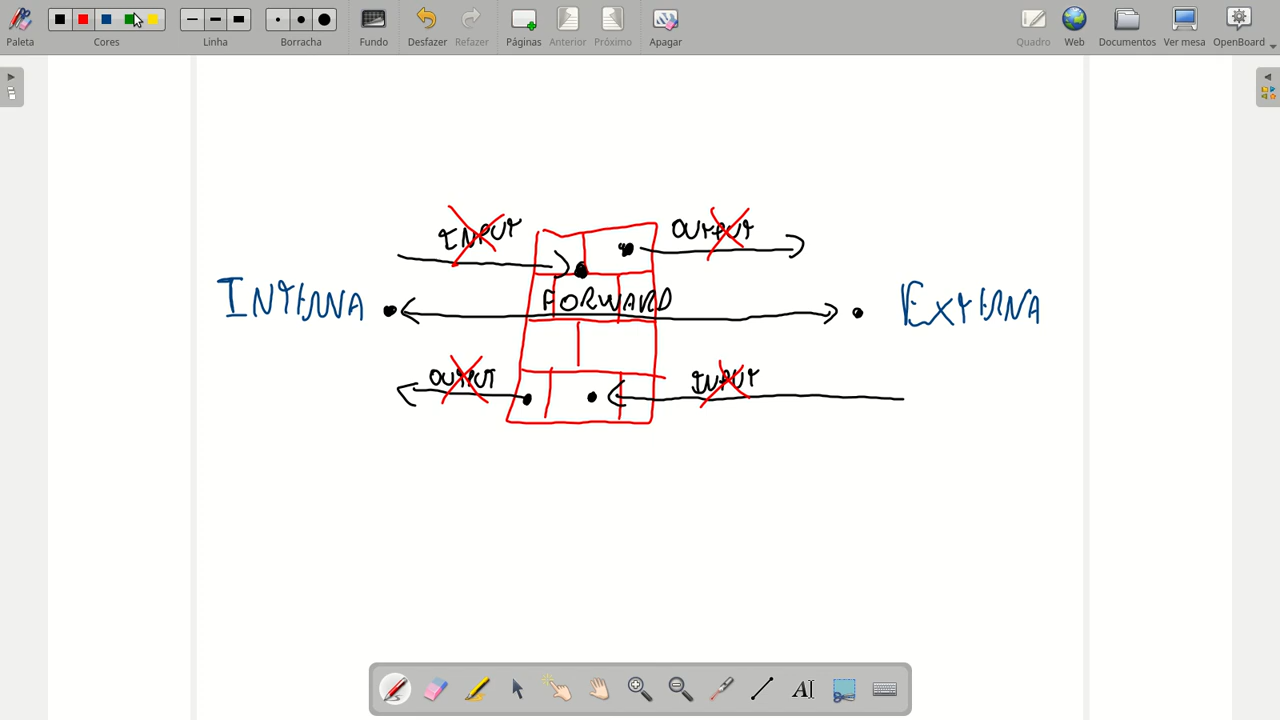 Paleta Cores Linha Borracha Fundo Desfazer Refazer Páginas Anterior Próximo Apagar Quadro Web Documentos Ver mesa OpenBoard
INPUT OUTPUT
INTERNA FORWARD EXTERNA
OUTPUT INPUT